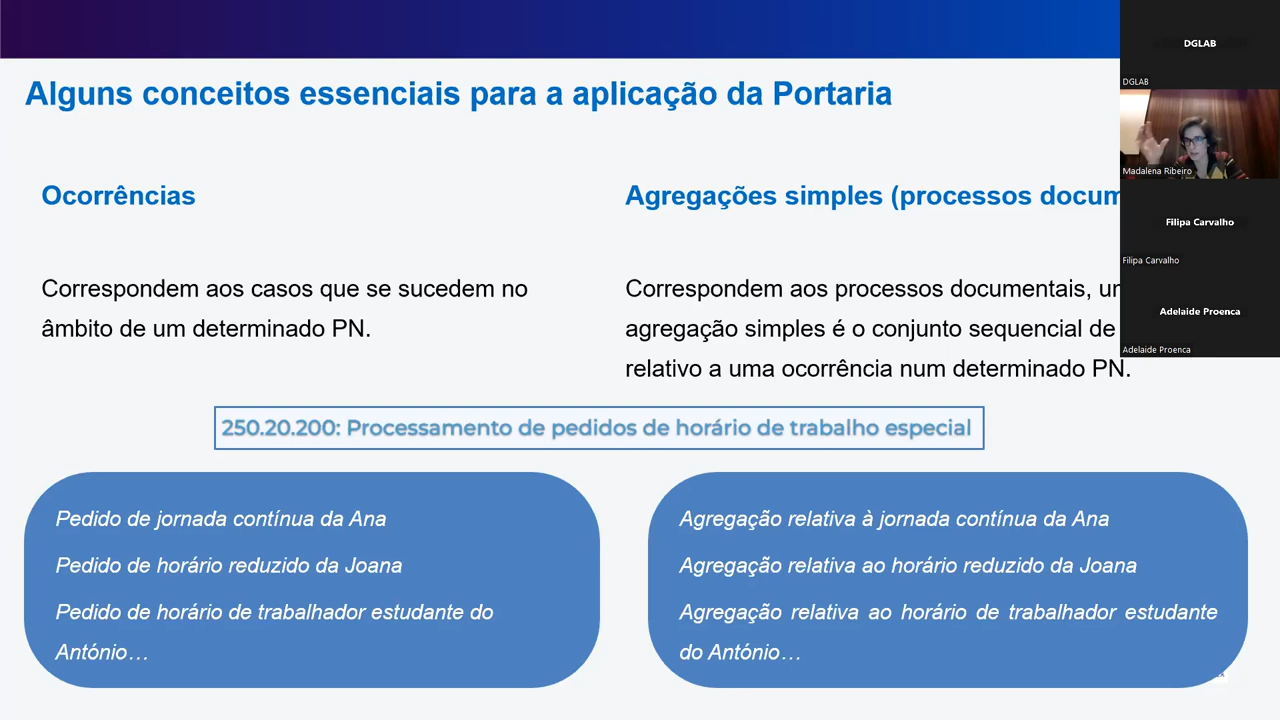 Alguns conceitos essenciais para a aplicação da Portaria
Ocorrências
Correspondem aos casos que se sucedem no
âmbito de um determinado PN.
Agregações simples (processos
Correspondem aos processos documentais,
agregação simples é o conjunto sequencial de
relativo a uma ocorrência num determinado PN.
250.20.200: Processamento de pedidos de horário de trabalho especial
Pedido de jornada contínua da Ana
Pedido de horário reduzido da Joana
Pedido de horário de trabalhador estudante do
António…
Agregação relativa à jornada contínua da Ana
Agregação relativa ao horário reduzido da Joana
Agregação relativa ao horário de trabalhador estudante
do António…
DGLAB
DGLAB
Madalena Ribeiro
Filipa Carvalho
Filipa Carvalho
Adelaide Proenca
Adelaide Proenca